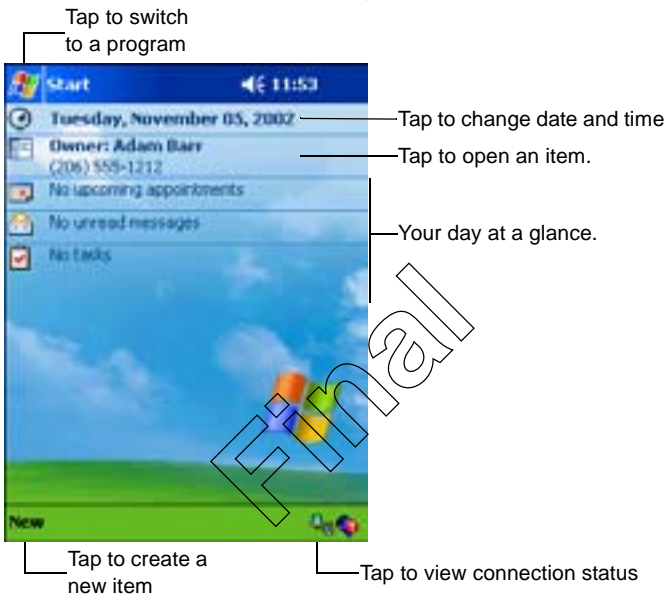 Tap to switch
to a program
Start 11:53
Tuesday, November 05, 2002
Tap to change date and time
Owner: Adam Barr
Tap to open an item.
(206) 555-1212
No upcoming appointments
No unread messages
Your day at a glance.
No tasks
Final
New
Tap to create a
new item
Tap to view connection status